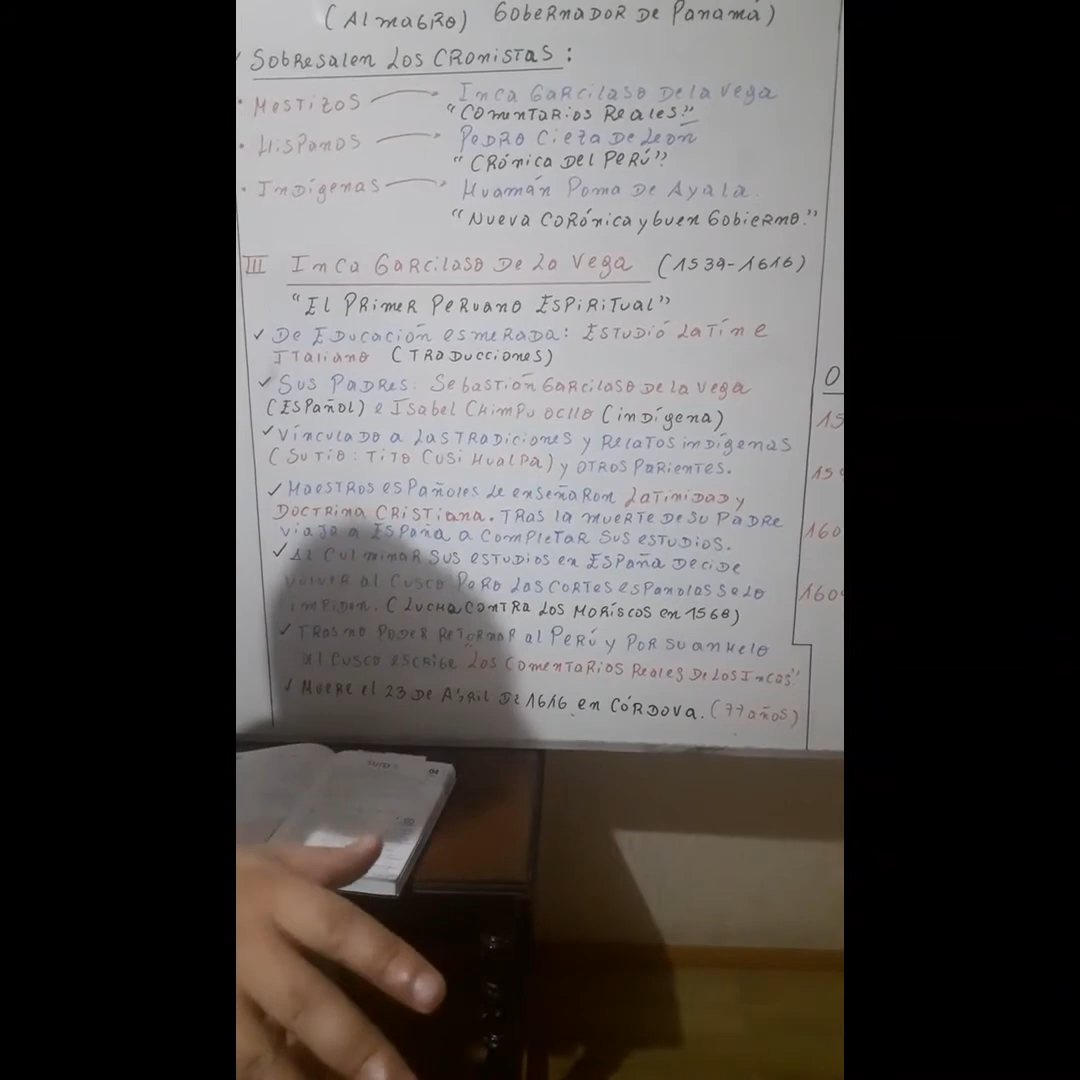 (Almagro) Gobernador de Panamá)
Sobresalen los cronistas:
• Mestizos → Inca Garcilaso de la Vega
"Comentarios Reales."
• Hispanos → Pedro Cieza de León
"Crónica del Perú"
• Indígenas → Huamán Poma de Ayala.
"Nueva Corónica y buen Gobierno."
III Inca Garcilaso de la Vega (1539-1616)
"El Primer Peruano Espiritual"
✓ De Educación esmerada: Estudió Latín e
Italiano (Traducciones)
✓ Sus Padres: Sebastián Garcilaso de la Vega
(Español) e Isabel Chimpu Ocllo (indígena)
✓ Vínculado a las tradiciones y relatos indígenas
(Su tío: Tito Cusi Hualpa) y otros parientes.
✓ Maestros españoles le enseñaron Latinidad y
Doctrina Cristiana. Tras la muerte de su padre
viaja a España a completar sus estudios.
✓ Al culminar sus estudios en España decide
volver al Cusco pero las cortes españolas se lo
impiden. (Lucha contra los moríscos en 1568)
✓ Tras no poder retornar al Perú y por su anhelo
al Cusco escribe "Los Comentarios Reales de los Incas"
✓ Muere el 23 de Abril de 1616 en Córdova. (77 años)
O
15
159
160
160